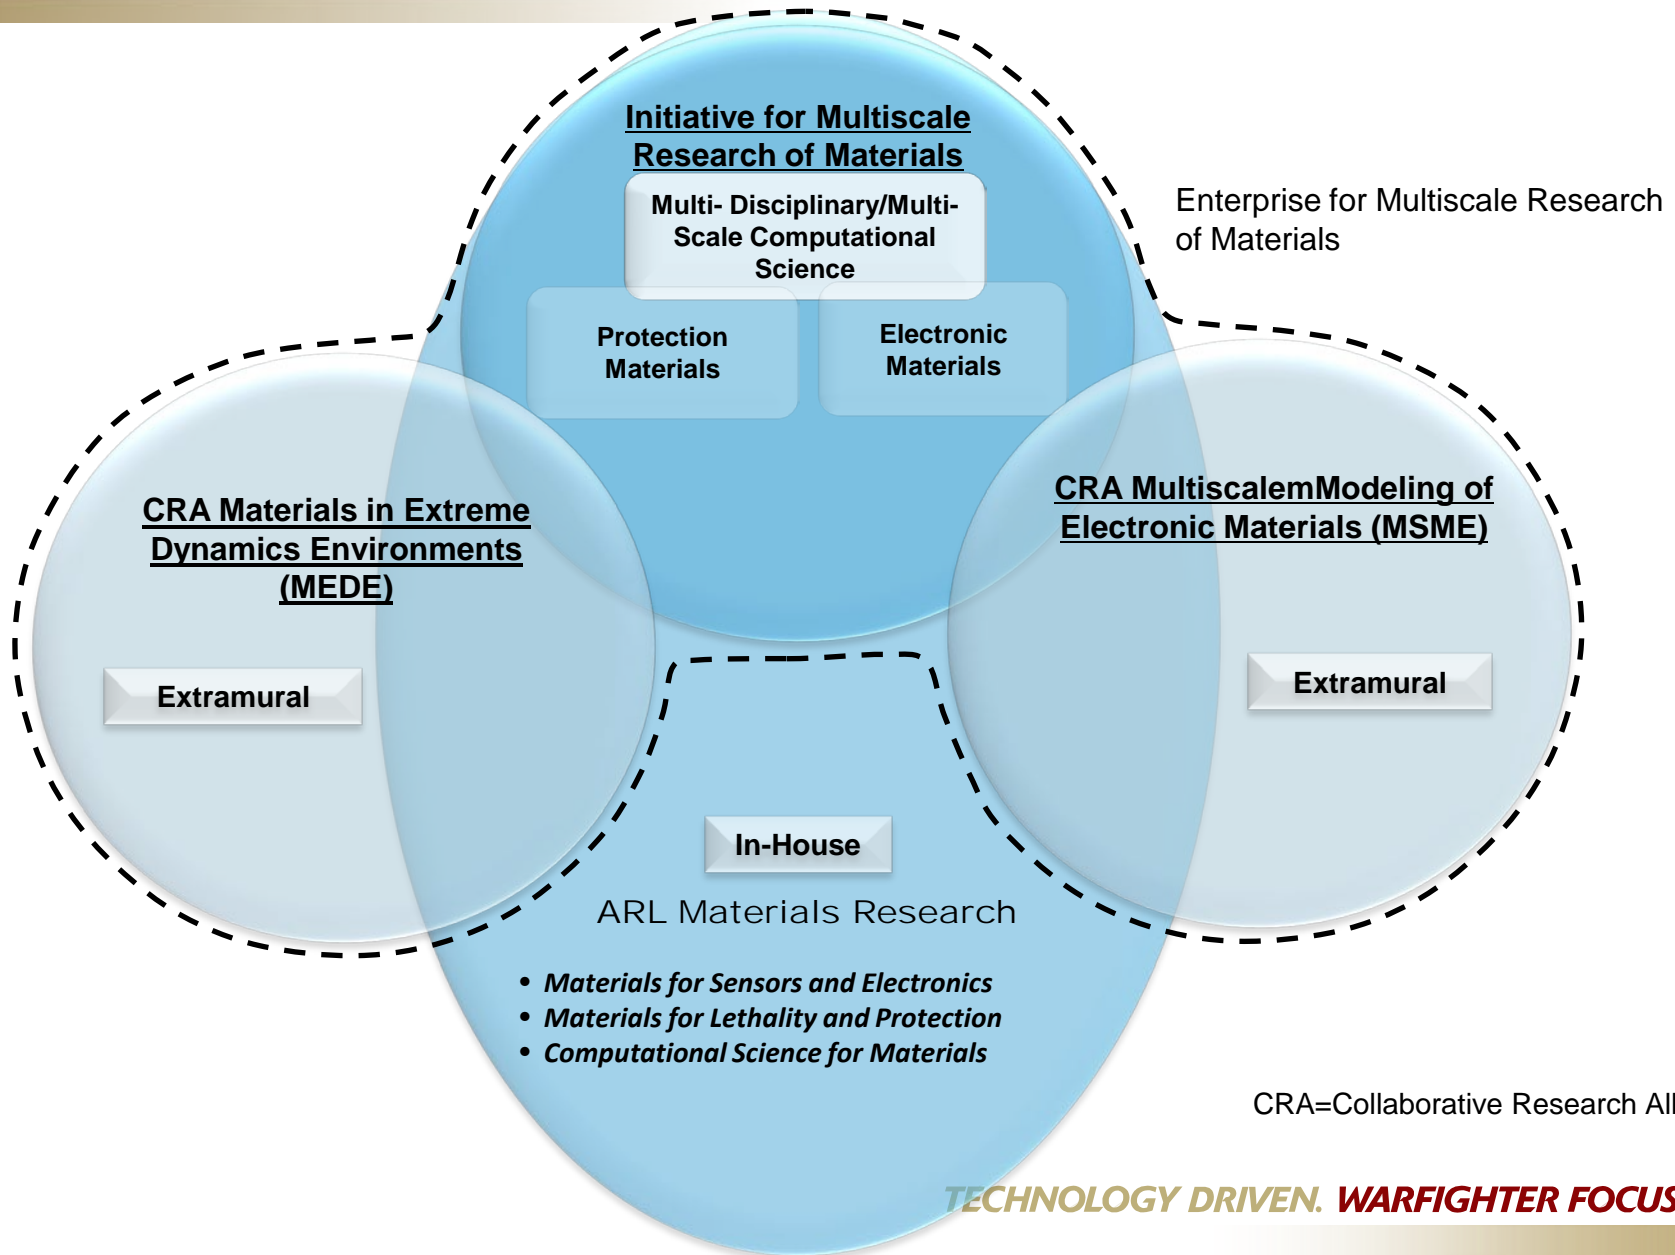 Initiative for Multiscale
Research of Materials
Multi- Disciplinary/Multi-
Scale Computational
Science
Enterprise for Multiscale Research
of Materials
Protection
Materials
Electronic
Materials
CRA Materials in Extreme
Dynamics Environments
(MEDE)
CRA MultiscalemModeling of
Electronic Materials (MSME)
Extramural
Extramural
In-House
ARL Materials Research
• Materials for Sensors and Electronics
• Materials for Lethality and Protection
• Computational Science for Materials
CRA=Collaborative Research
TECHNOLOGY DRIVEN. WARFIGHTER FOCUS